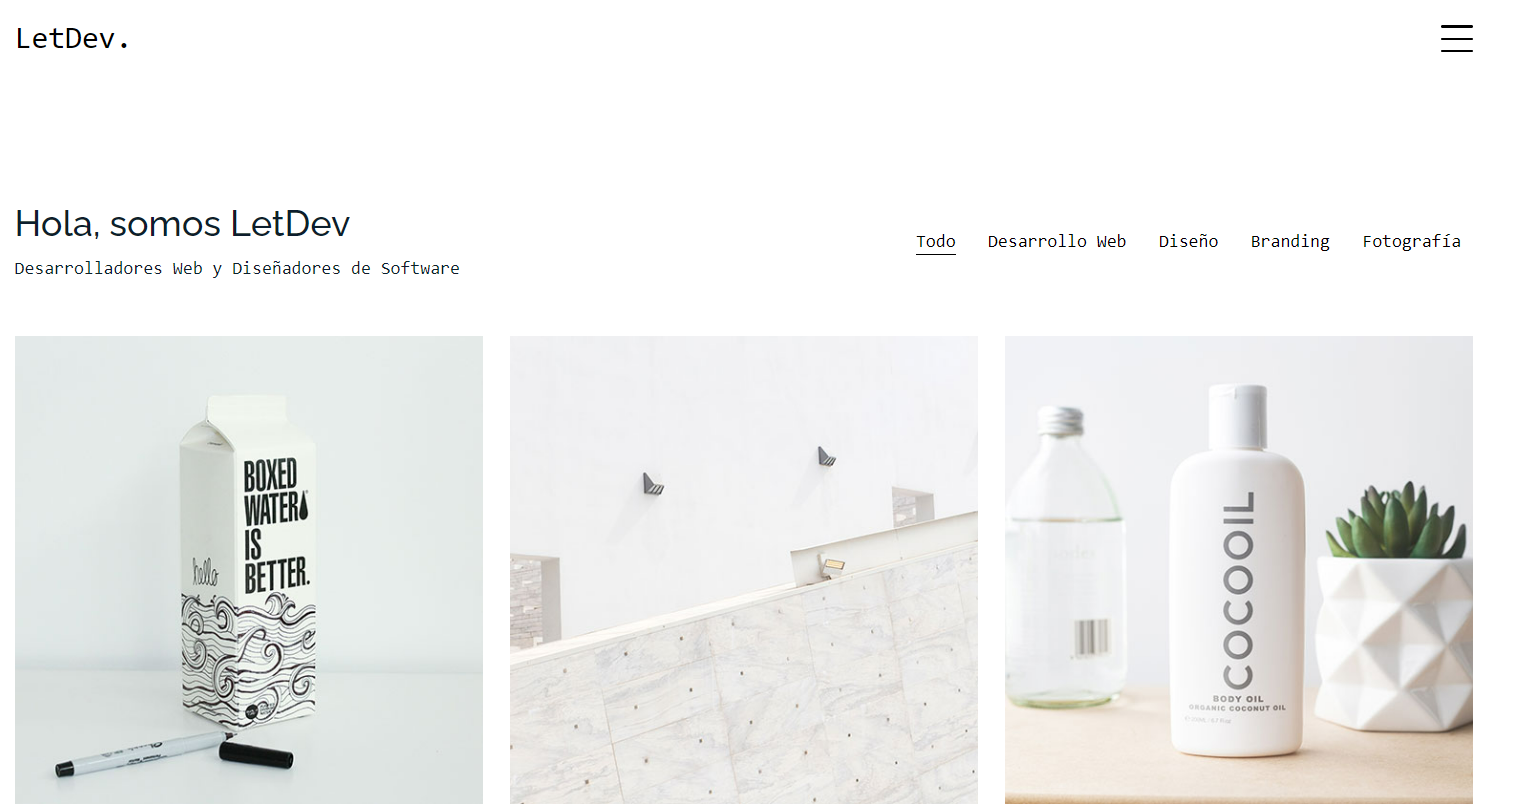 LetDev.
Hola, somos LetDev
Desarrolladores Web y Diseñadores de Software
Todo Desarrollo Web Diseño Branding Fotografía
BOXED
WATER
IS
BETTER.
hello
COCOOIL
BODY OIL
ORGANIC COCONUT OIL